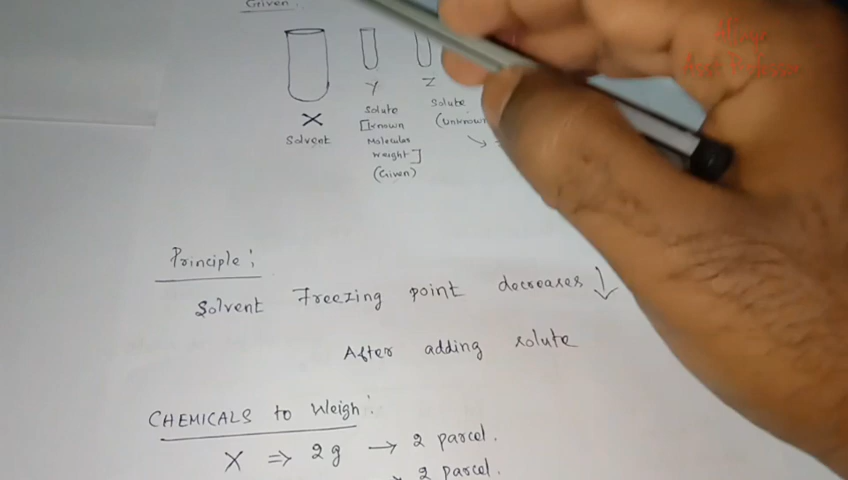 Given
Y Z
X
Solvent
Solute
[known
Molecular
weight]
(Given)
Solute
(Unknown
Principle:
Solvent Freezing point decreases ↓
After adding solute
CHEMICALS to Weigh:
X ⇒ 2g → 2 parcel.
2 parcel.